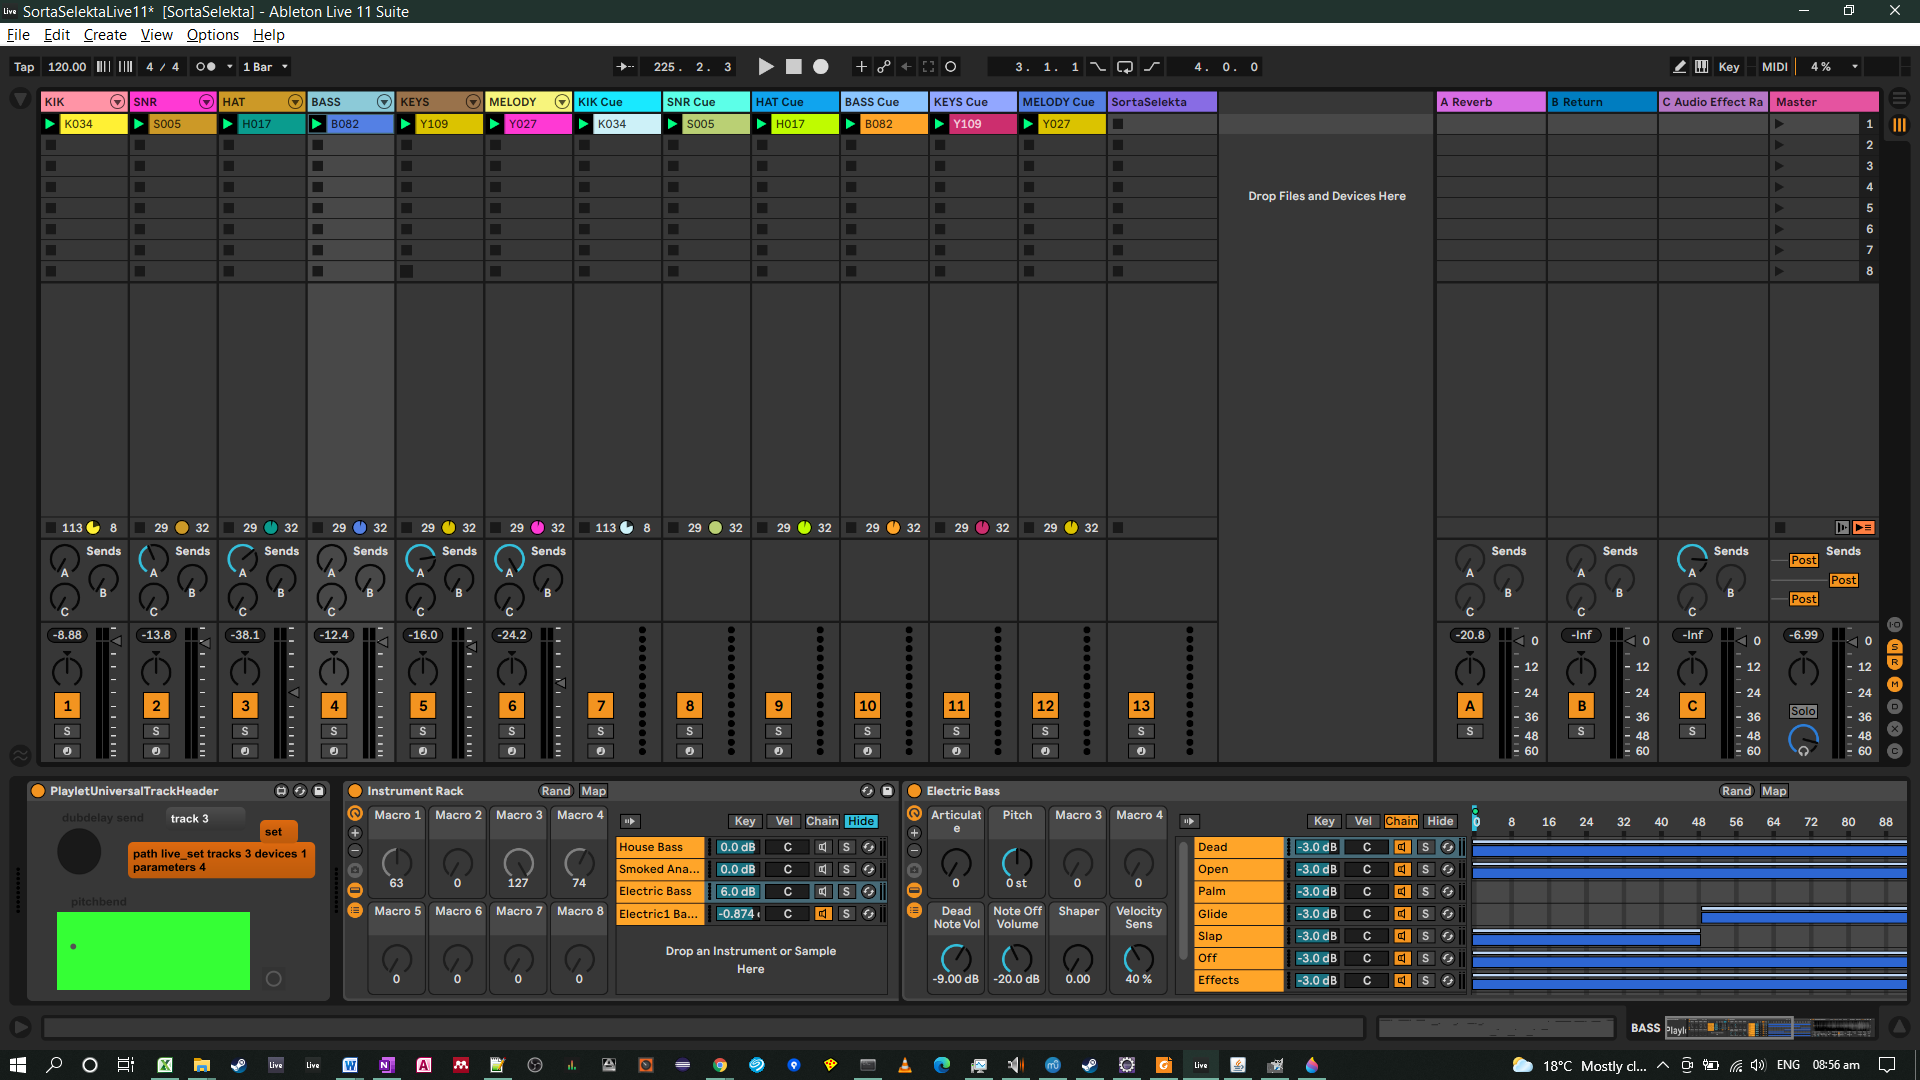 SortaSelektaLive11* [SortaSelekta] - Ableton Live 11 Suite
File Edit Create View Options Help
Tap 120.00 4 / 4 1 Bar 225. 2. 3 3. 1. 1 4. 0. 0 Key MIDI 4 %
KIK SNR HAT BASS KEYS MELODY KIK Cue SNR Cue HAT Cue BASS Cue KEYS Cue MELODY Cue SortaSelekta A Reverb B Return C Audio Effect Ra Master
K034 S005 H017 B082 Y109 Y027 K034 S005 H017 B082 Y109 Y027 1
2
3
4
5
6
7
8
Drop Files and Devices Here
113 8 29 32 29 32 29 32 29 32 29 32 113 8 29 32 29 32 29 32 29 32 29 32
Sends Sends Sends Sends Sends Sends Sends Sends Sends Sends
A A A A A A A A A Post
B B B B B B B B B Post
C C C C C C C C C Post
-8.88 -13.8 -38.1 -12.4 -16.0 -24.2 -20.8 -Inf -Inf -6.99
0 0 0 0
12 12 12 12
24 24 24 24
36 36 36 36
48 48 48 48
60 60 60 60
1 2 3 4 5 6 7 8 9 10 11 12 13 A B C Solo
S S S S S S S S S S S S S S S S
S
R
M
D
X
C
PlayletUniversalTrackHeader
dubdelay send
track 3
set
path live_set tracks 3 devices 1
parameters 4
pitchbend
Instrument Rack Rand Map
Macro 1 Macro 2 Macro 3 Macro 4
63 0 127 74
Macro 5 Macro 6 Macro 7 Macro 8
0 0 0 0
Key Vel Chain Hide
House Bass 0.0 dB C S
Smoked Ana... 0.0 dB C S
Electric Bass 6.0 dB C S
Electric1 Ba... -0.874 C S
Drop an Instrument or Sample
Here
Electric Bass Rand Map
Articulat
e
Pitch Macro 3 Macro 4
0 0 st 0 0
Dead
Note Vol
Note Off
Volume
Shaper
Velocity
Sens
-9.00 dB -20.0 dB 0.00 40 %
Key Vel Chain Hide
0 8 16 24 32 40 48 56 64 72 80 88
Dead -3.0 dB C S
Open -3.0 dB C S
Palm -3.0 dB C S
Glide -3.0 dB C S
Slap -3.0 dB C S
Off -3.0 dB C S
Effects -3.0 dB C S
BASS
18°C Mostly cl... ENG 08:56 am